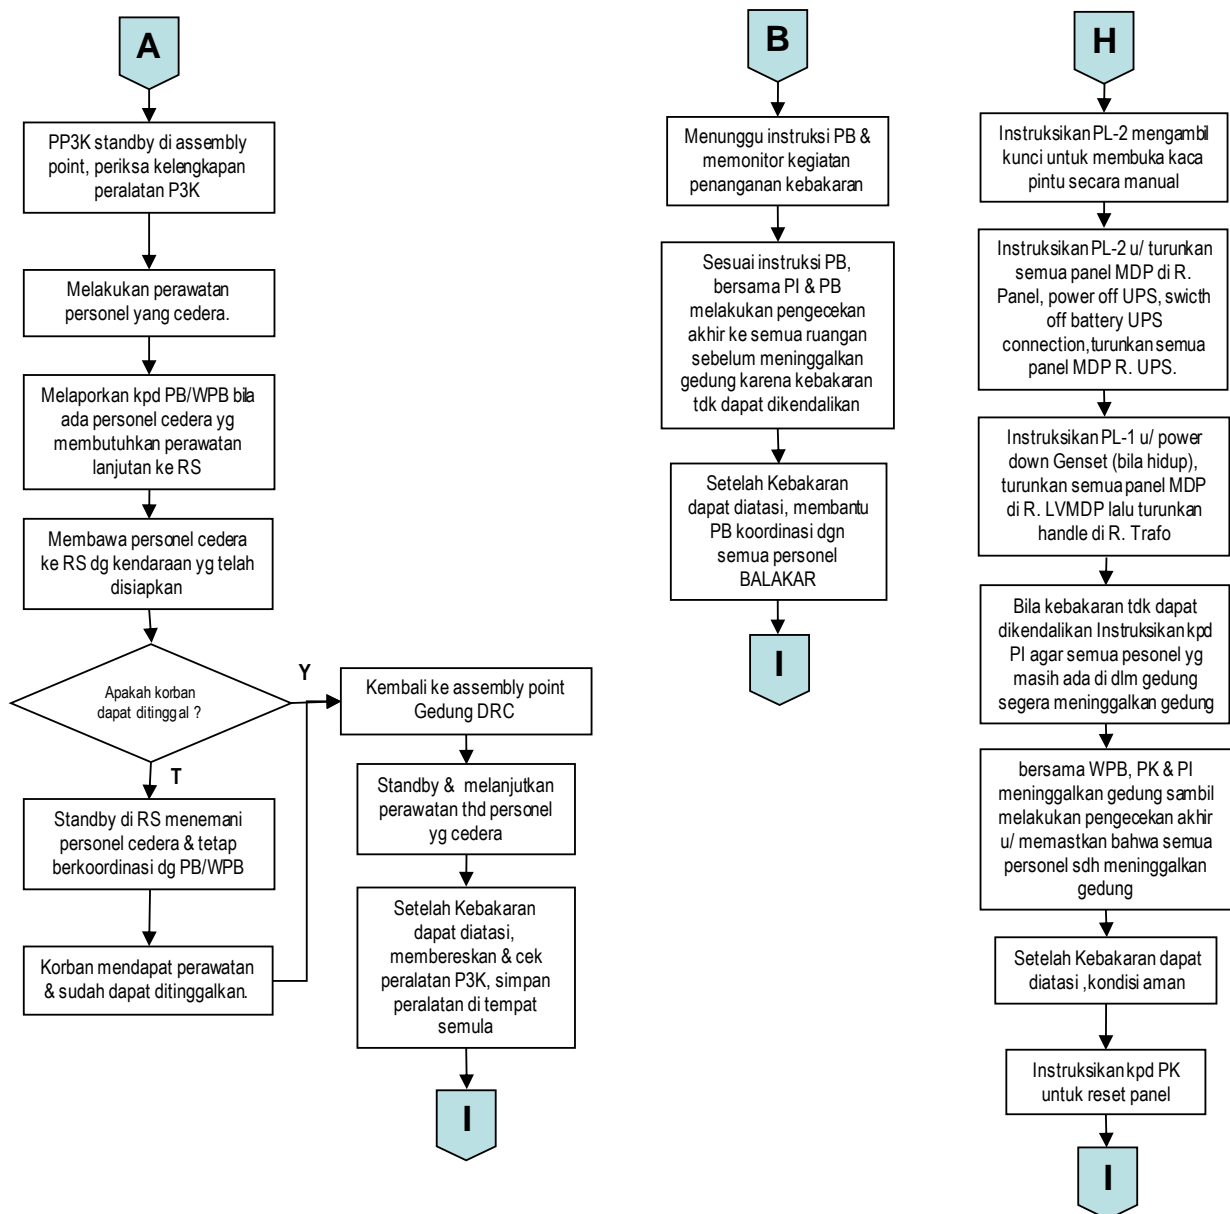 A
PP3K standby di assembly
point, periksa kelengkapan
peralatan P3K
Melakukan perawatan
personel yang cedera.
Melaporkan kpd PB/WPB bila
ada personel cedera yg
membutuhkan perawatan
lanjutan ke RS
Membawa personel cedera
ke RS dg kendaraan yg telah
disiapkan
Apakah korban
dapat ditinggal ?
Y
T
Standby di RS menemani
personel cedera & tetap
berkoordinasi dg PB/WPB
Korban mendapat perawatan
& sudah dapat ditinggalkan.
Kembali ke assembly point
Gedung DRC
Standby & melanjutkan
perawatan thd personel
yg cedera
Setelah Kebakaran
dapat diatasi,
membereskan & cek
peralatan P3K, simpan
peralatan di tempat
semula
I
B
Menunggu instruksi PB &
memonitor kegiatan
penanganan kebakaran
Sesuai instruksi PB,
bersama PI & PB
melakukan pengecekan
akhir ke semua ruangan
sebelum meninggalkan
gedung karena kebakaran
tdk dapat dikendalikan
Setelah Kebakaran
dapat diatasi, membantu
PB koordinasi dgn
semua personel
BALAKAR
I
H
Instruksikan PL-2 mengambil
kunci untuk membuka kaca
pintu secara manual
Instruksikan PL-2 u/ turunkan
semua panel MDP di R.
Panel, power off UPS, swicth
off battery UPS
connection,turunkan semua
panel MDP R. UPS.
Instruksikan PL-1 u/ power
down Genset (bila hidup),
turunkan semua panel MDP
di R. LVMDP lalu turunkan
handle di R. Trafo
Bila kebakaran tdk dapat
dikendalikan Instruksikan kpd
PI agar semua pesonel yg
masih ada di dlm gedung
segera meninggalkan gedung
bersama WPB, PK & PI
meninggalkan gedung sambil
melakukan pengecekan akhir
u/ memastkan bahwa semua
personel sdh meninggalkan
gedung
Setelah Kebakaran dapat
diatasi ,kondisi aman
Instruksikan kpd PK
untuk reset panel
I